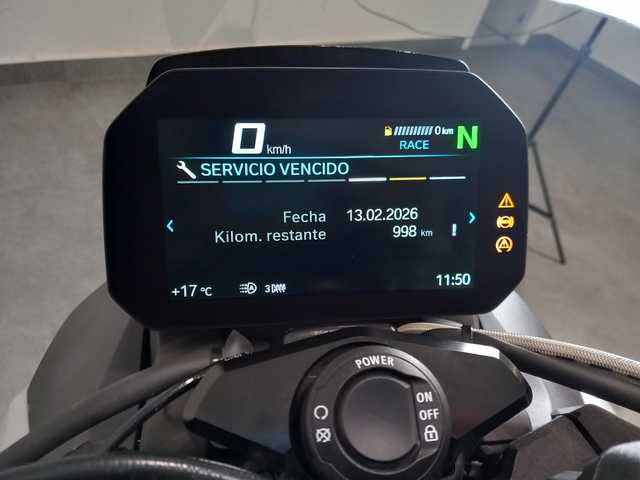 0 km/h
0 km N
RACE
SERVICIO VENCIDO
Fecha 13.02.2026
Kilom. restante 998 km !
+17 °C 3 11:50
POWER
ON
OFF